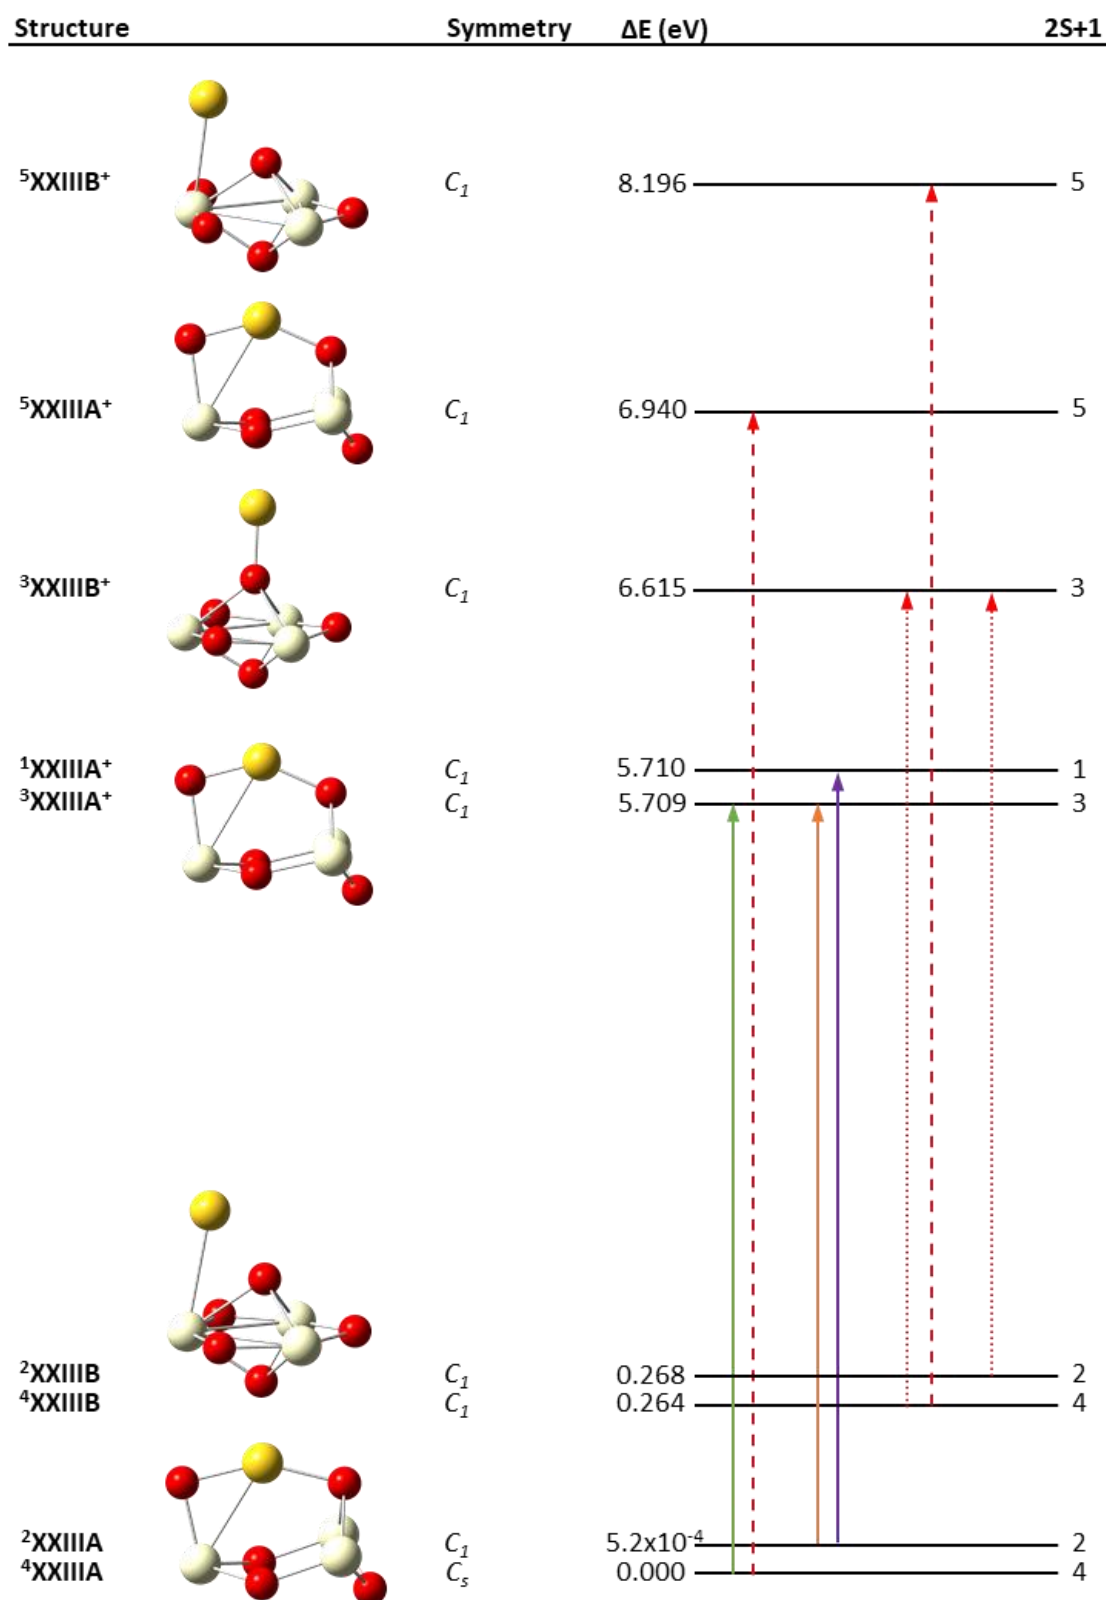 Structure Symmetry ΔE (eV) 2S+1
⁵XXIIIB⁺ C₁ 8.196 5
⁵XXIIIA⁺ C₁ 6.940 5
³XXIIIB⁺ C₁ 6.615 3
¹XXIIIA⁺ C₁ 5.710 1
³XXIIIA⁺ C₁ 5.709 3
²XXIIIB C₁ 0.268 2
⁴XXIIIB C₁ 0.264 4
²XXIIIA C₁ 5.2x10⁻⁴ 2
⁴XXIIIA Cₛ 0.000 4